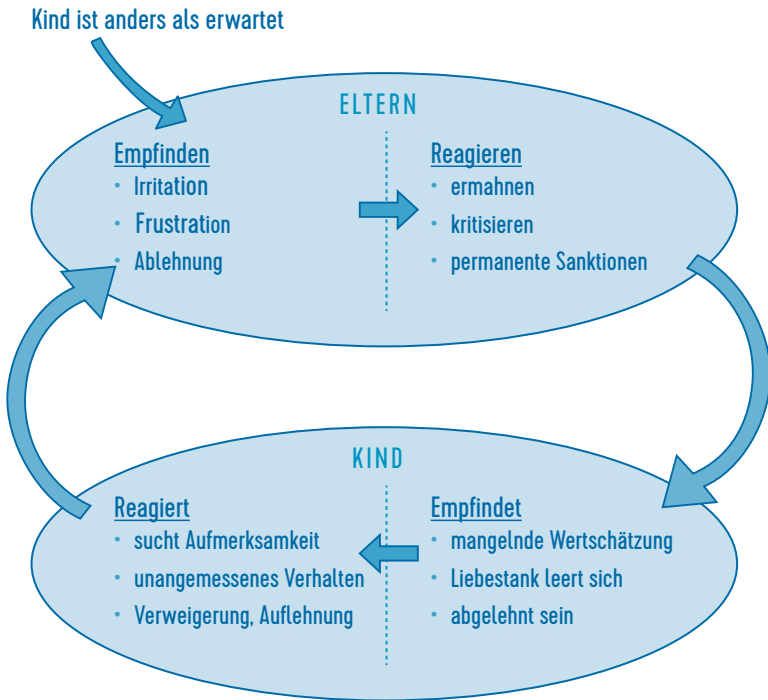 Kind ist anders als erwartet
ELTERN
Empfinden
• Irritation
• Frustration
• Ablehnung
Reagieren
• ermahnen
• kritisieren
• permanente Sanktionen
KIND
Reagiert
• sucht Aufmerksamkeit
• unangemessenes Verhalten
• Verweigerung, Auflehnung
Empfindet
• mangelnde Wertschätzung
• Liebestank leert sich
• abgelehnt sein